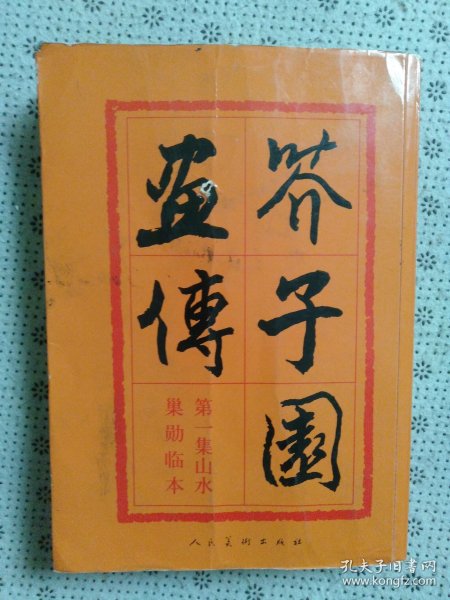 芥子園
畫傳
第一集山水
巢勋临本
人民美術出版社
孔夫子旧书网
www.kongfz.com